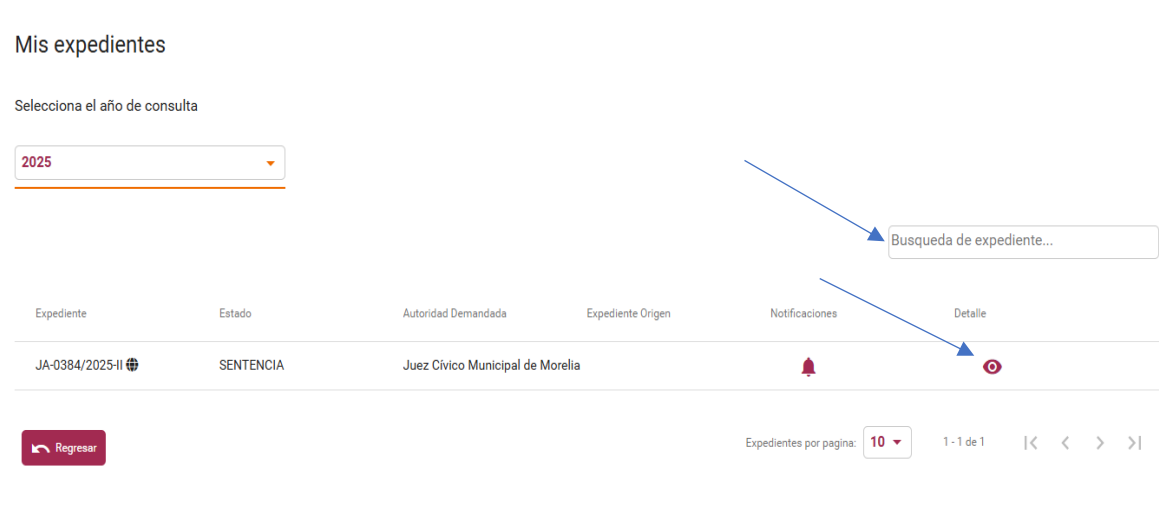 Mis expedientes
Selecciona el año de consulta
2025
Busqueda de expediente...
Expediente Estado Autoridad Demandada Expediente Origen Notificaciones Detalle
JA-0384/2025-II SENTENCIA Juez Cívico Municipal de Morelia
Regresar Expedientes por pagina: 10 1 - 1 de 1